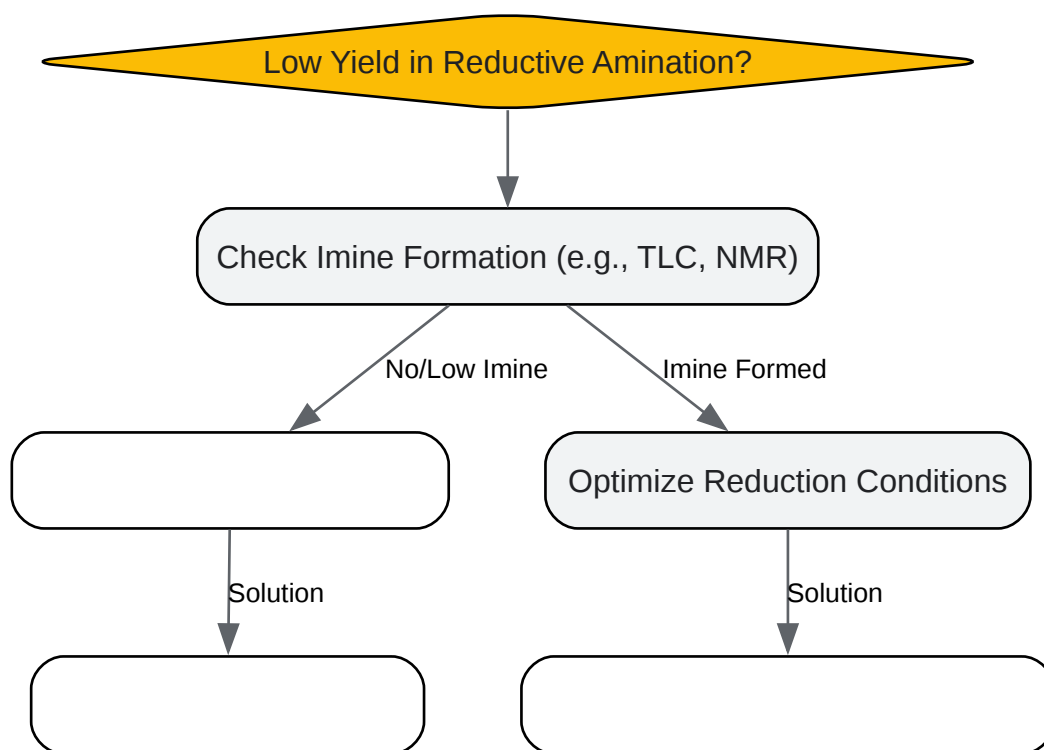 Low Yield in Reductive Amination?
Check Imine Formation (e.g., TLC, NMR)
No/Low Imine
Imine Formed
Optimize Reduction Conditions
Solution
Solution